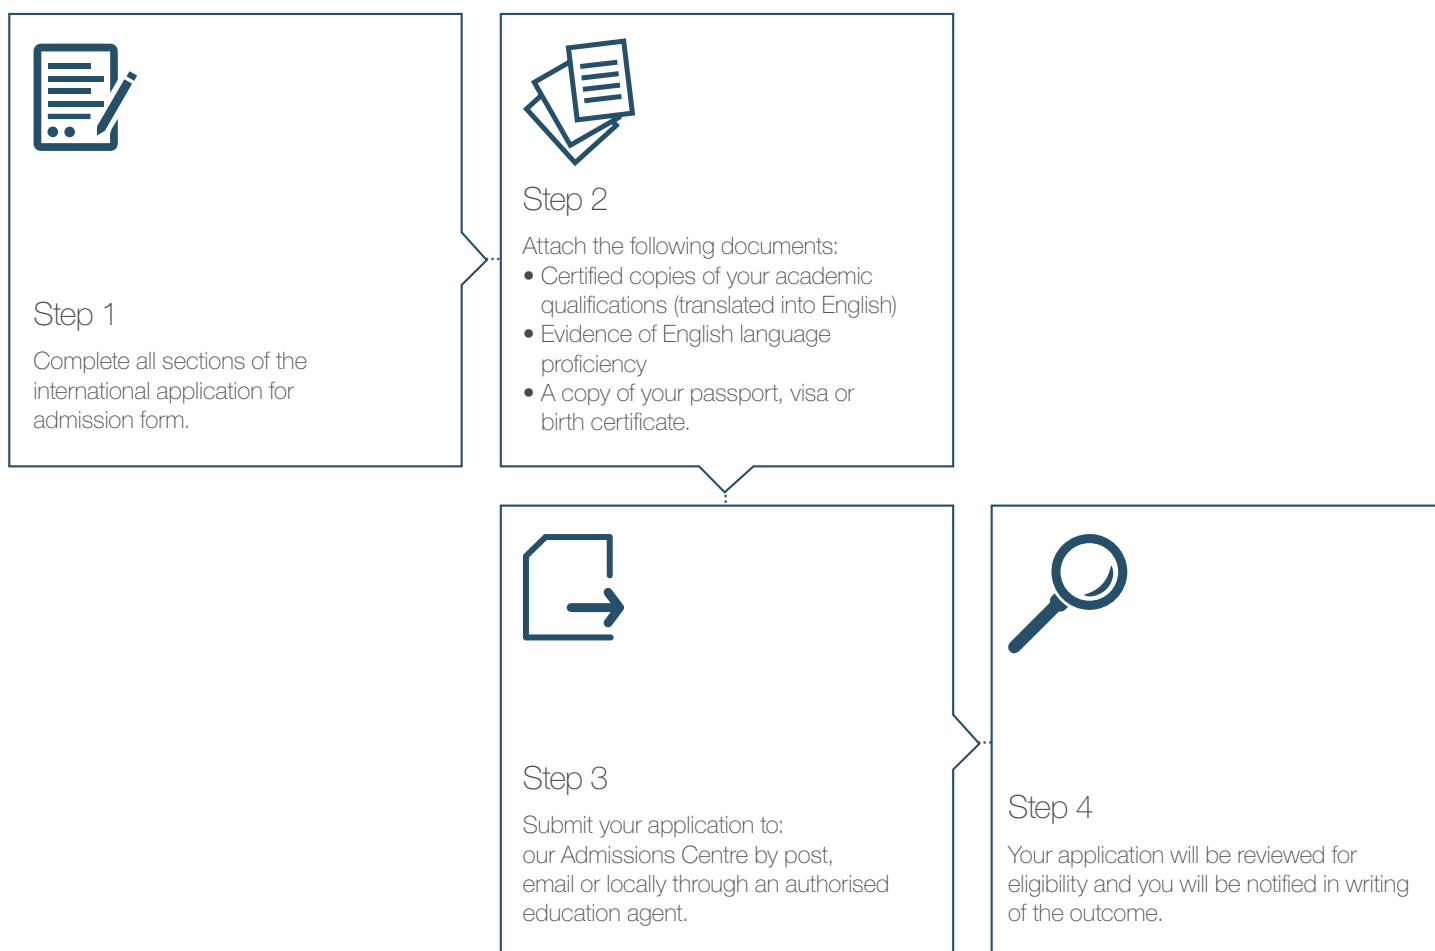 Step 1
Complete all sections of the
international application for
admission form.
Step 2
Attach the following documents:
• Certified copies of your academic
qualifications (translated into English)
• Evidence of English language
proficiency
• A copy of your passport, visa or
birth certificate.
Step 3
Submit your application to:
our Admissions Centre by post,
email or locally through an authorised
education agent.
Step 4
Your application will be reviewed for
eligibility and you will be notified in writing
of the outcome.